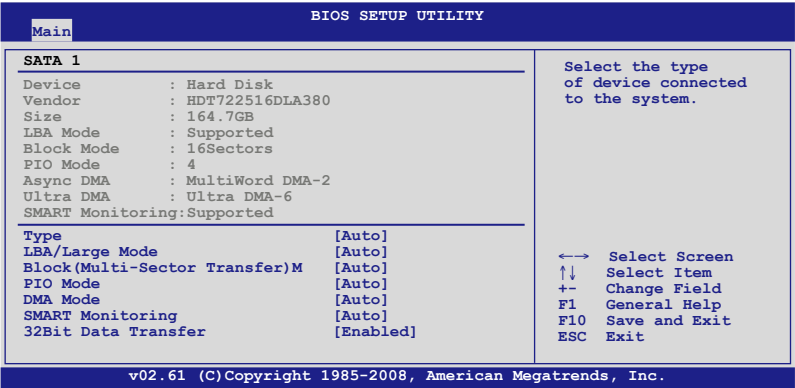 BIOS SETUP UTILITY
Main
SATA 1
Device : Hard Disk
Vendor : HDT722516DLA380
Size : 164.7GB
LBA Mode : Supported
Block Mode : 16Sectors
PIO Mode : 4
Async DMA : MultiWord DMA-2
Ultra DMA : Ultra DMA-6
SMART Monitoring:Supported
Type [Auto]
LBA/Large Mode [Auto]
Block(Multi-Sector Transfer)M [Auto]
PIO Mode [Auto]
DMA Mode [Auto]
SMART Monitoring [Auto]
32Bit Data Transfer [Enabled]
Select the type
of device connected
to the system.
←→ Select Screen
↑↓ Select Item
+- Change Field
F1 General Help
F10 Save and Exit
ESC Exit
v02.61 (C)Copyright 1985-2008, American Megatrends, Inc.